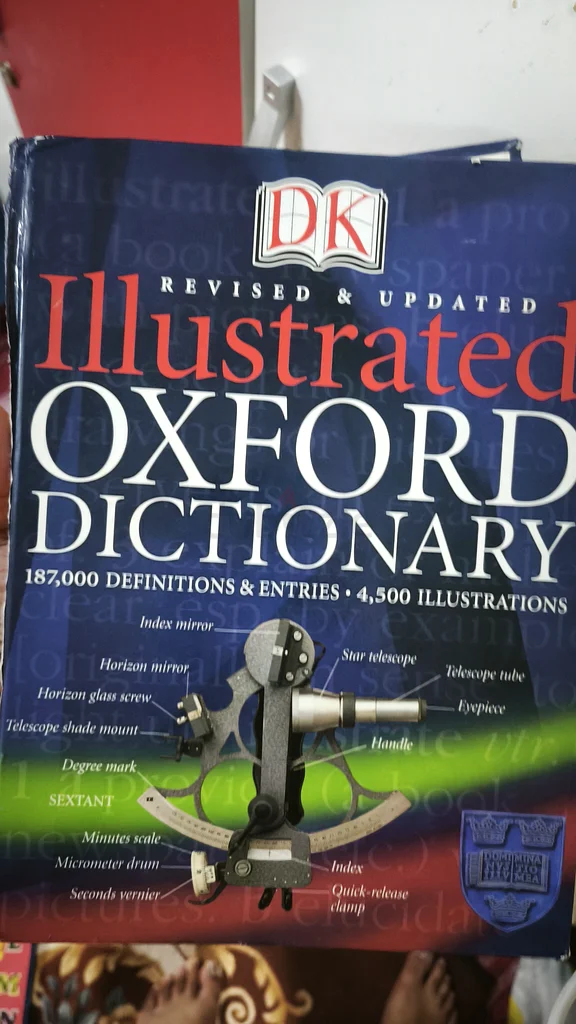 DK
REVISED & UPDATED
Illustrated
OXFORD
DICTIONARY
187,000 DEFINITIONS & ENTRIES • 4,500 ILLUSTRATIONS
Index mirror
Star telescope
Horizon mirror
Telescope tube
Horizon glass screw
Eyepiece
Telescope shade mount
Handle
Degree mark
SEXTANT
Minutes scale
Micrometer drum
Index
Seconds vernier
Quick-release
clamp